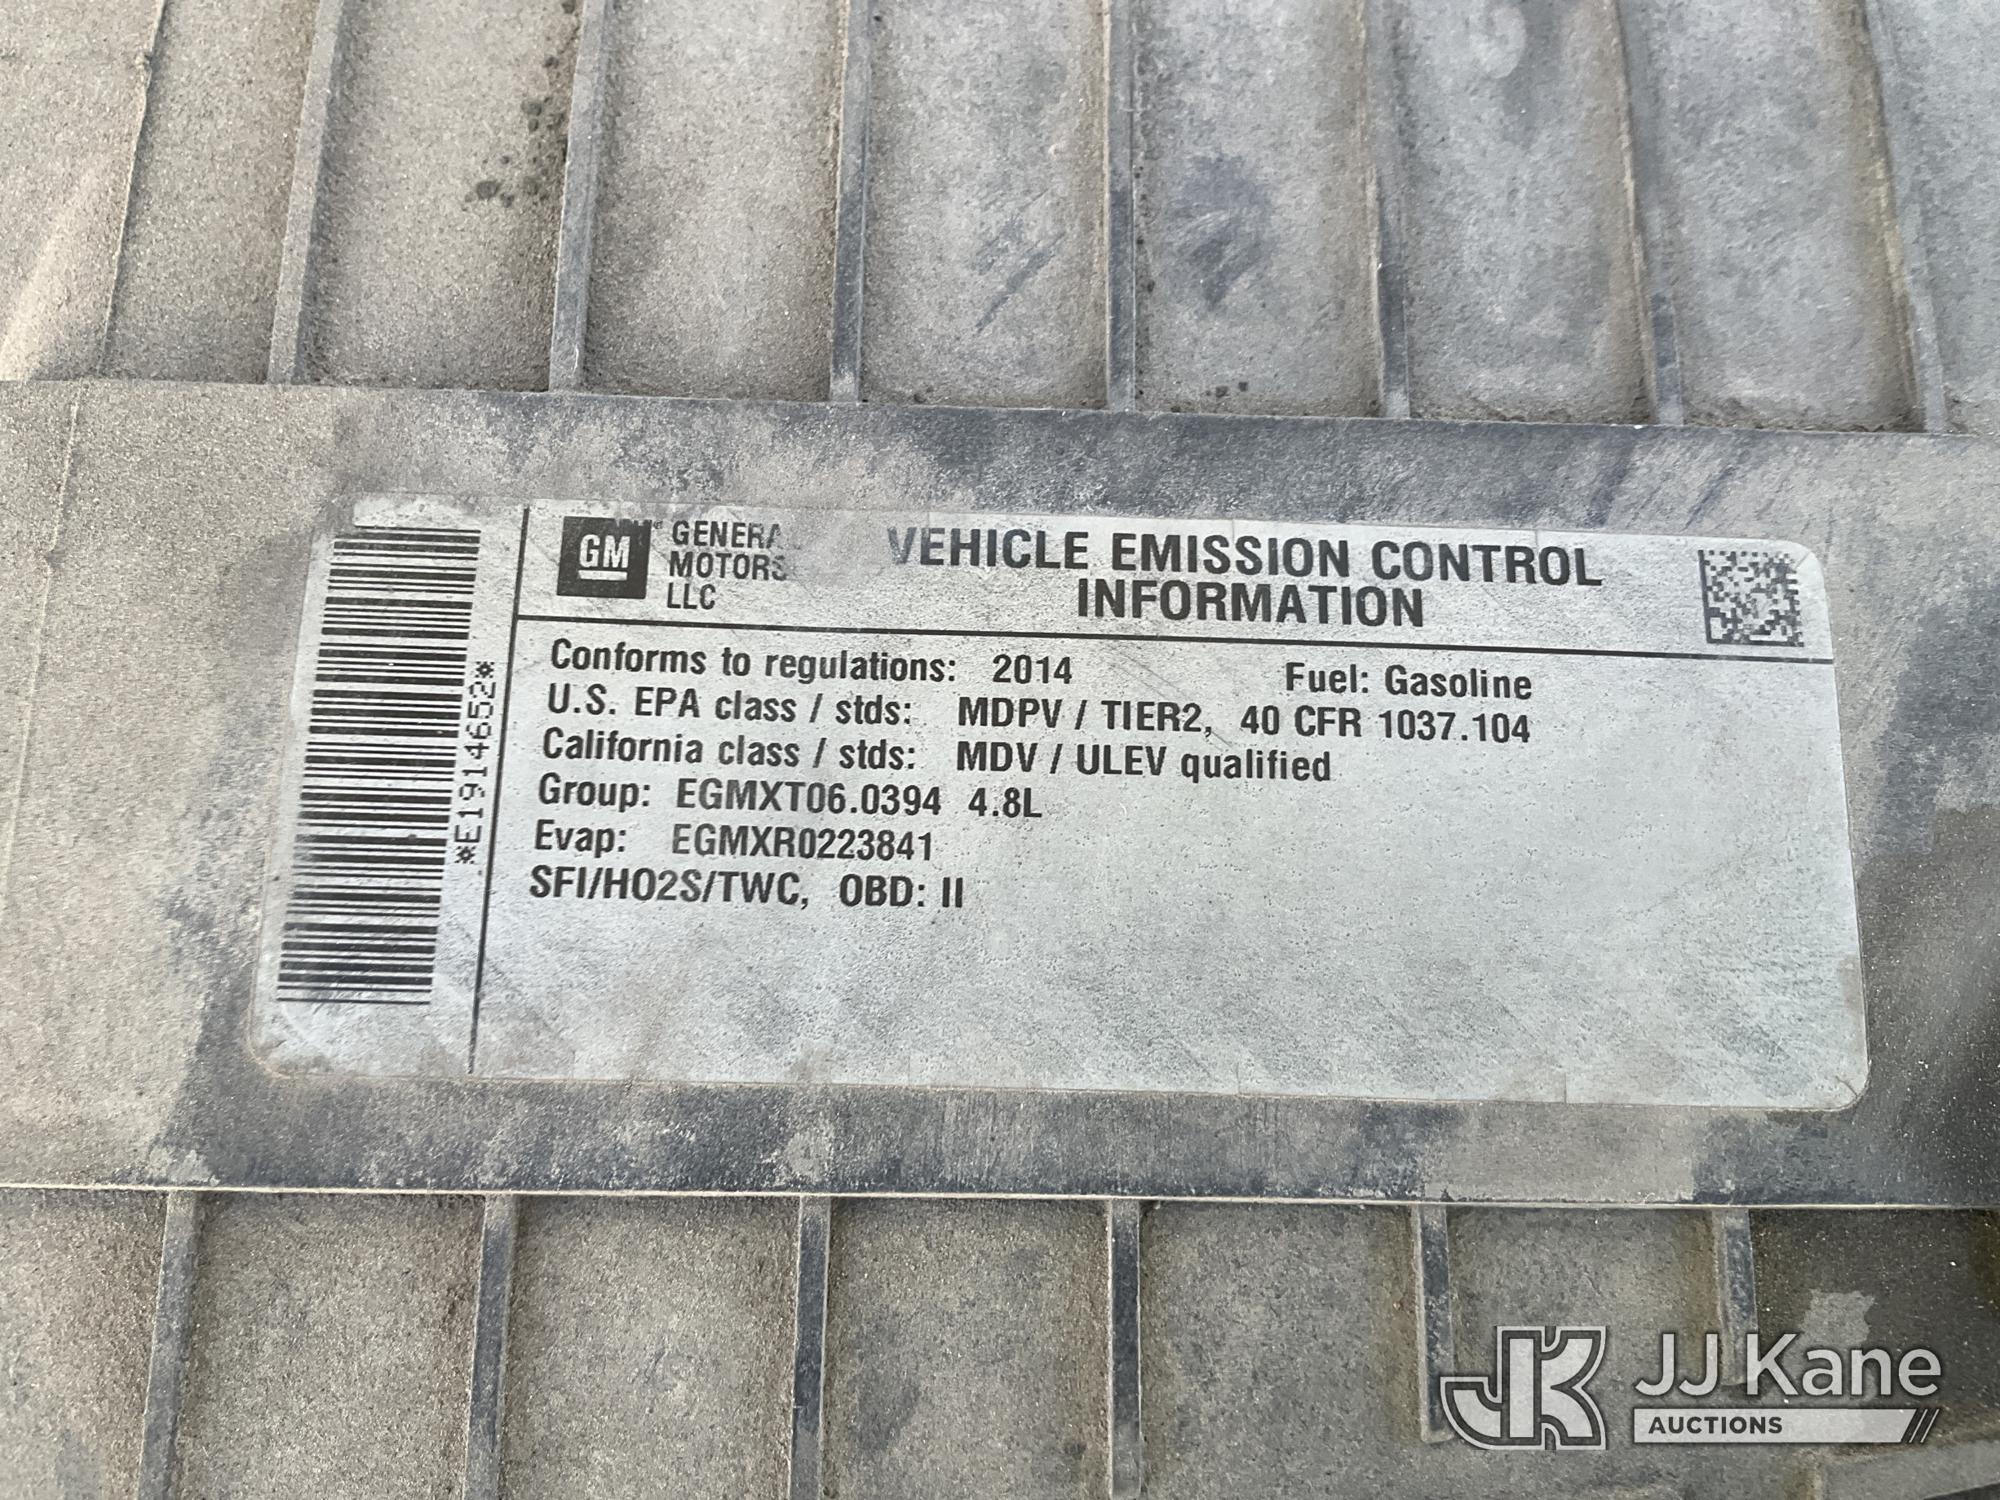 GM GENERAL
MOTORS
LLC
VEHICLE EMISSION CONTROL
INFORMATION
Conforms to regulations: 2014 Fuel: Gasoline
U.S. EPA class / stds: MDPV / TIER2, 40 CFR 1037.104
California class / stds: MDV / ULEV qualified
Group: EGMXT06.0394 4.8L
Evap: EGMXR0223841
SFI/HO2S/TWC, OBD: II
*E1914652*
JK JJ Kane
AUCTIONS